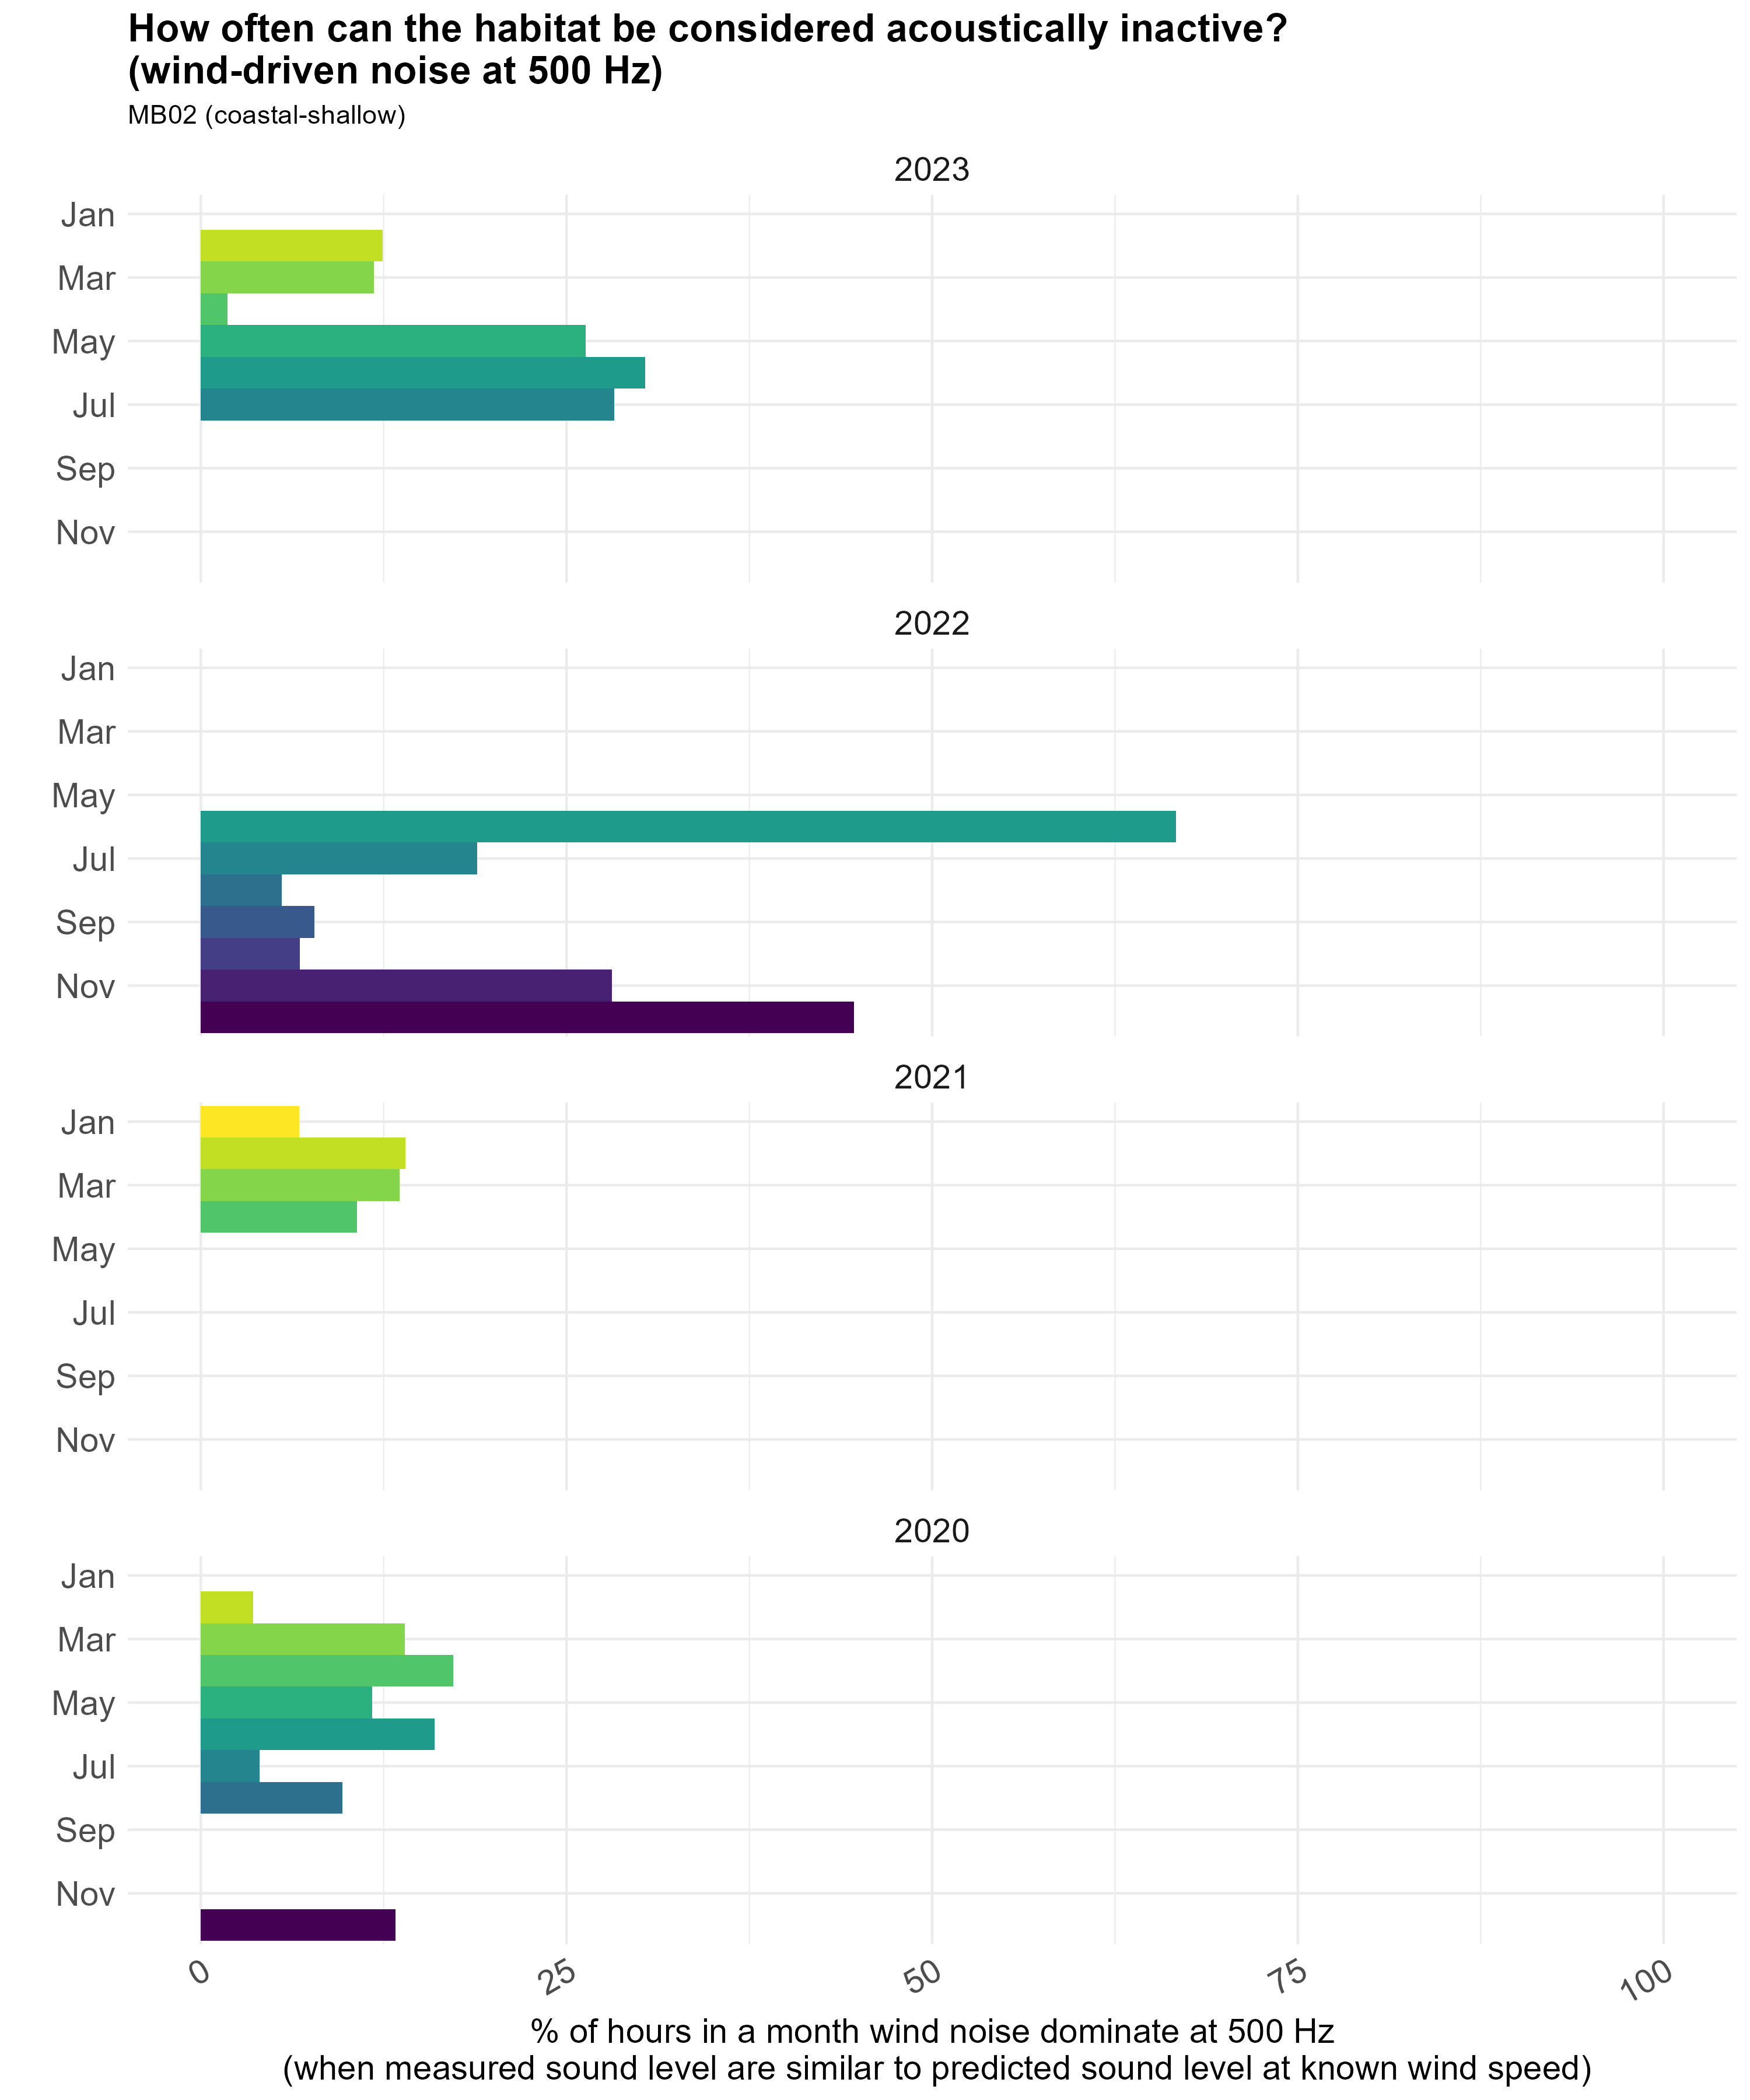 How often can the habitat be considered acoustically inactive?
(wind-driven noise at 500 Hz)
MB02 (coastal-shallow)
2023
Jan
Mar
May
Jul
Sep
Nov
2022
Jan
Mar
May
Jul
Sep
Nov
2021
Jan
Mar
May
Jul
Sep
Nov
2020
Jan
Mar
May
Jul
Sep
Nov
0 25 50 75 100
% of hours in a month wind noise dominate at 500 Hz
(when measured sound level are similar to predicted sound level at known wind speed)